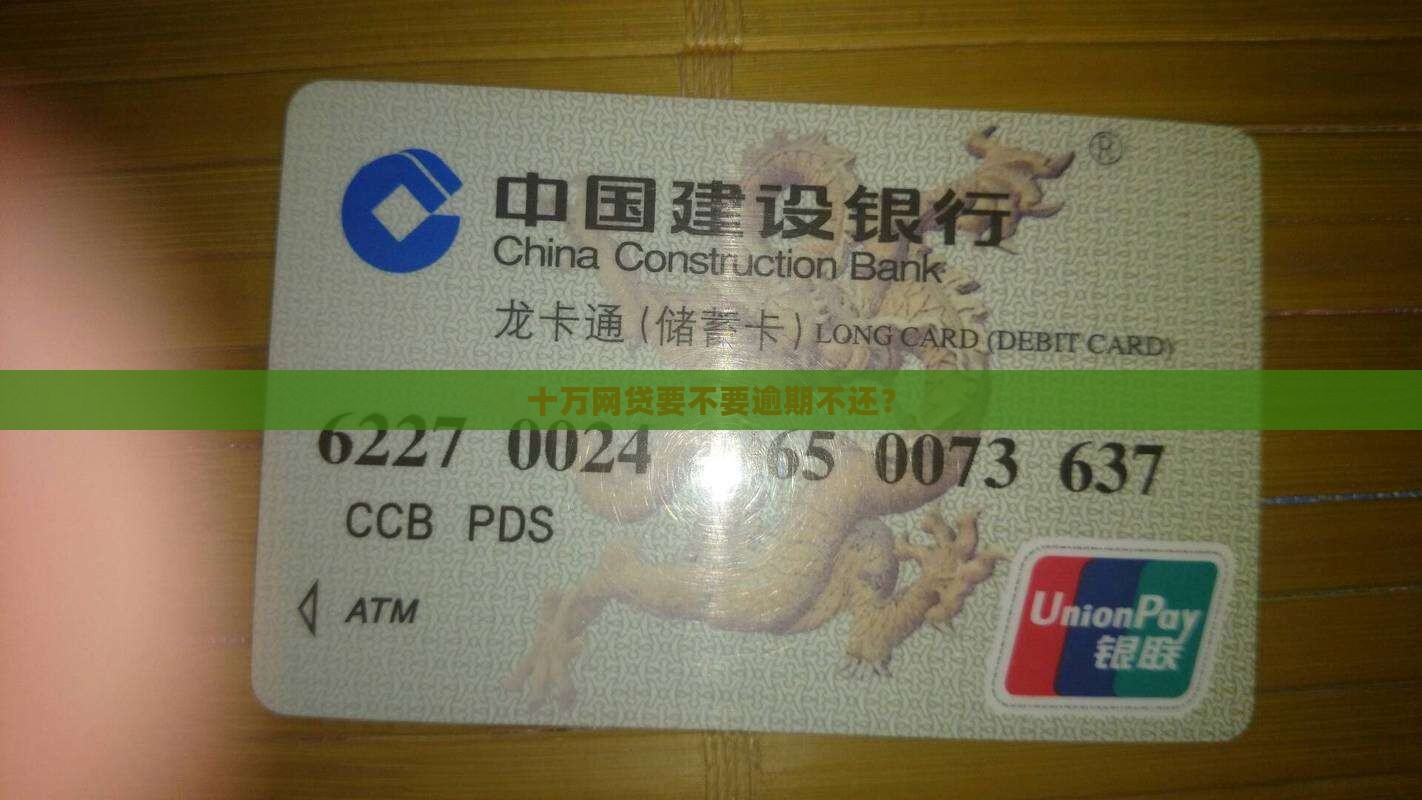 ®
中国建设银行
China Construction Bank
龙卡通(储蓄卡) LONG CARD (DEBIT CARD)
十万网贷要不要逾期不还？
6227 0024 65 0073 637
CCB PDS
ATM
UnionPay
银联